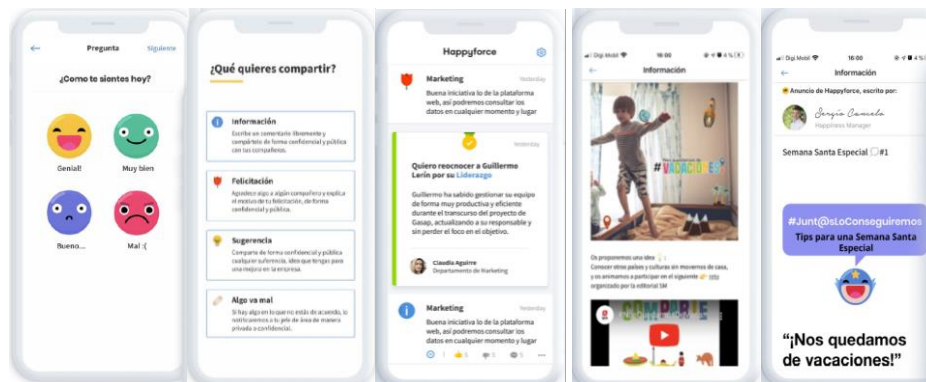 Pregunta
Siguiente
¿Como te sientes hoy?
Genial!
Muy bien
Bueno...
Mal :(
¿Qué quieres compartir?
Información
Escribe un comentario libremente y
compártelo de forma confidencial y pública
con tus compañeros.
Felicitación
Agradece algo a algún compañero y explica
el motivo de tu felicitación, de forma
confidencial y pública.
Sugerencia
Comparte de forma confidencial y pública
cualquier sugerencia, idea que tengas para
una mejora en la empresa.
Algo va mal
Si hay algo en lo que no estás de acuerdo, lo
notificaremos a tu jefe de área de manera
privada o confidencial.
Happyforce
Marketing
Yesterday
Buena iniciativa lo de la plataforma
web, así podremos consultar los
datos en cualquier momento y lugar
Yesterday
Quiero reocnocer a Guillermo
Lerín por su Liderazgo
Guillermo ha sabido gestionar su equipo
de forma muy productiva y eficiente
durante el transcurso del proyecto de
Gasap, actualizando a su responsable y
sin perder el foco en el objetivo.
Claudia Aguirre
Departamento de Marketing
Marketing
Yesterday
Buena iniciativa lo de la plataforma
web, así podremos consultar los
datos en cualquier momento y lugar
6
5
5
Digi Mobil
16:00
Información
#VACACIONES
Os proponemos una idea :
Conocer otros países y culturas sin movernos de casa,
y os animamos a participar en el siguiente reto
organizado por la editorial SM
COMPARTE
Digi Mobil
16:00
Información
Anuncio de Happyforce, escrito por:
Sergio Cancelo
Happiness Manager
Semana Santa Especial #1
#Junt@sLoConseguiremos
Tips para una Semana Santa
Especial
“¡Nos quedamos
de vacaciones!”